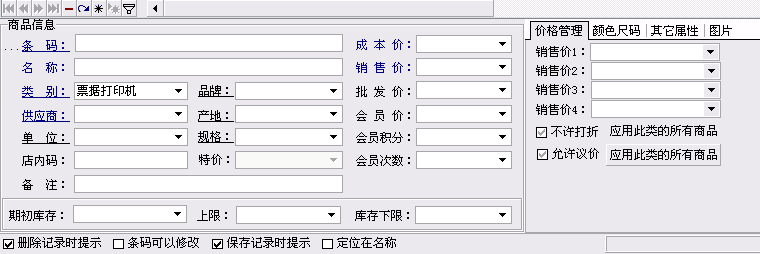 商品信息
...条 码： 成 本 价：
名 称： 销 售 价：
类 别：票据打印机 品牌： 批 发 价：
供应商： 产地： 会 员 价：
单 位： 规格： 会员积分：
店内码： 特价： 会员次数：
备 注：
期初库存： 上限： 库存下限：
价格管理 颜色尺码 其它属性 图片
销售价1：
销售价2：
销售价3：
销售价4：
不许打折 应用此类的所有商品
允许议价 应用此类的所有商品
删除记录时提示 条码可以修改 保存记录时提示 定位在名称